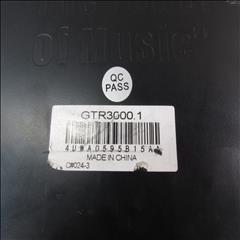 of Music"
QC
PASS
GTR3000.1
4UWA0595B15A
MADE IN CHINA
C#024-3